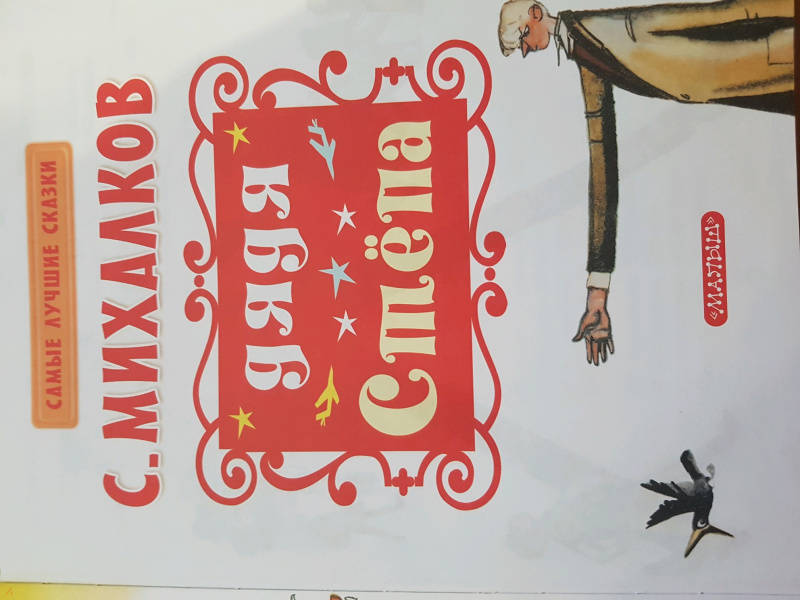 САМЫЕ ЛУЧШИЕ СКАЗКИ
С. МИХАЛКОВ
дядя
Стёпа
«МАЛЫШ»